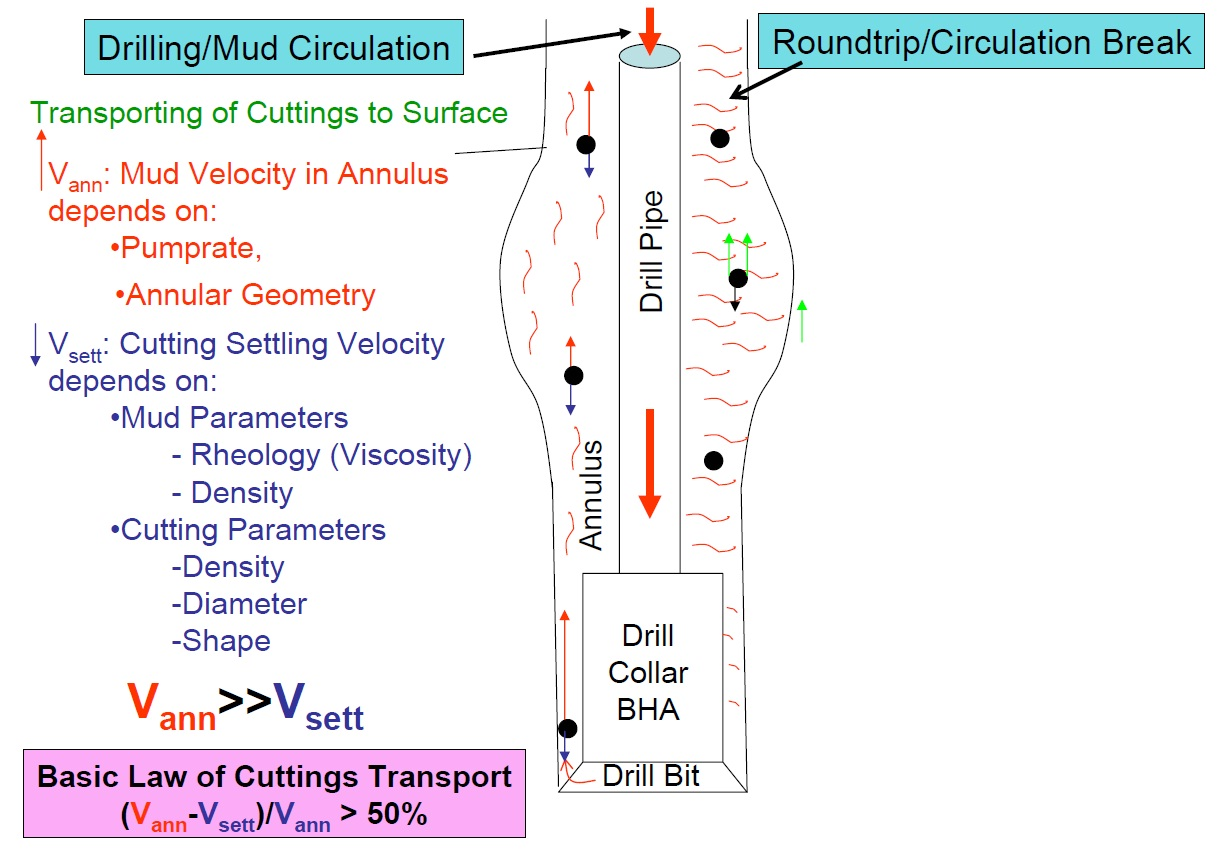 Drilling/Mud Circulation
Roundtrip/Circulation Break
Transporting of Cuttings to Surface
Vann: Mud Velocity in Annulus
depends on:
•Pumprate,
•Annular Geometry
Vsett: Cutting Settling Velocity
depends on:
•Mud Parameters
- Rheology (Viscosity)
- Density
•Cutting Parameters
-Density
-Diameter
-Shape
Vann>>Vsett
Basic Law of Cuttings Transport
(Vann-Vsett)/Vann > 50%
Drill Pipe
Annulus
Drill
Collar
BHA
Drill Bit